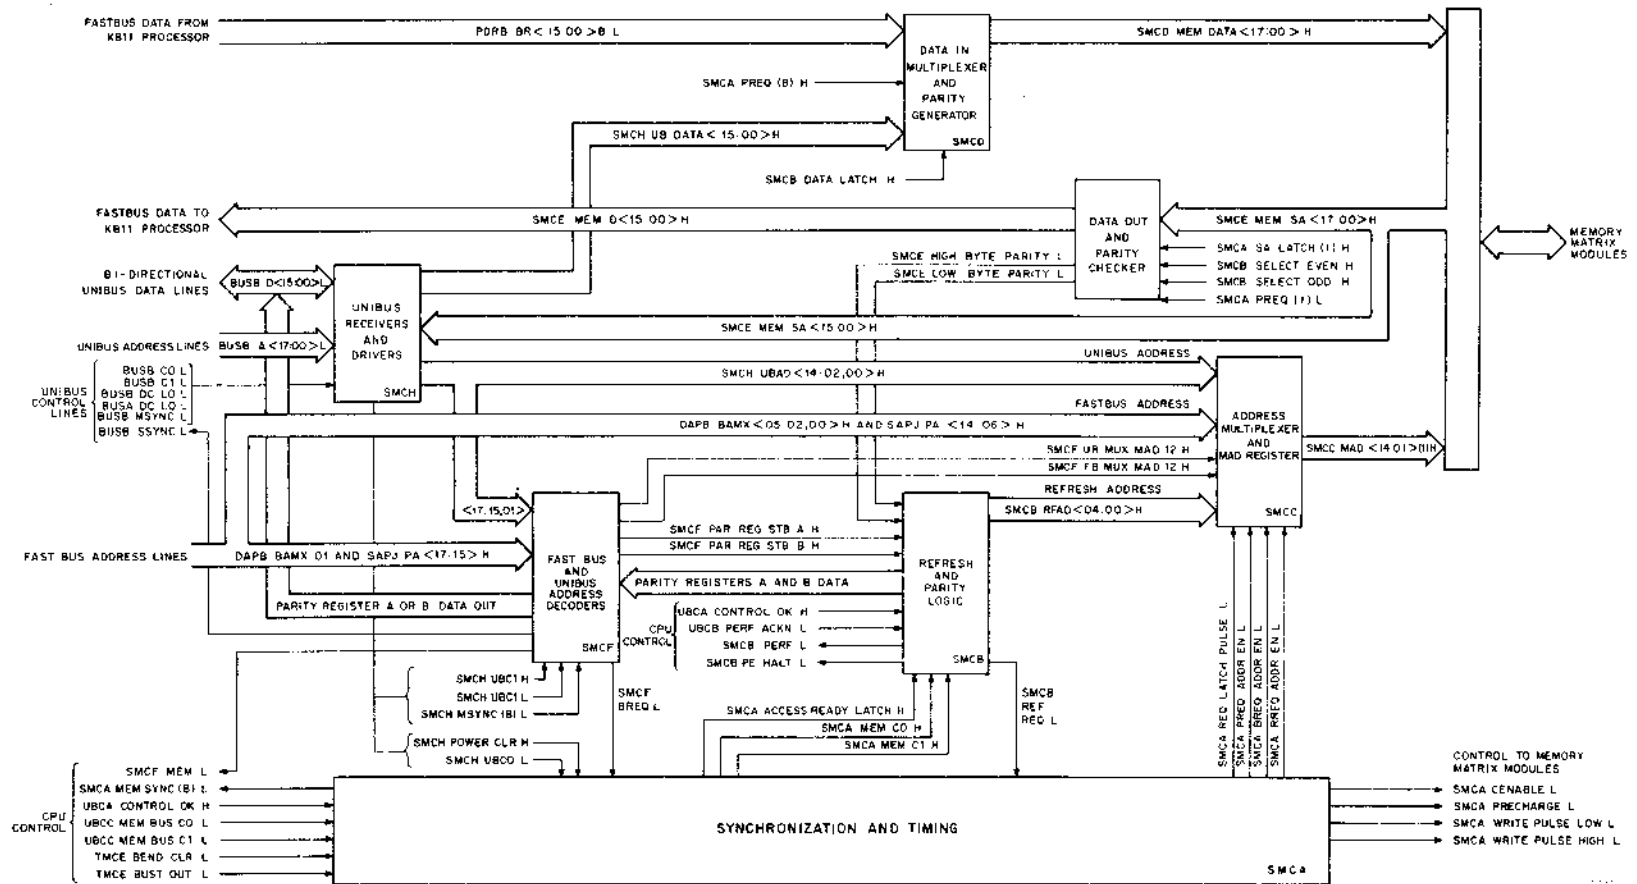 FASTBUS DATA FROM
KB11 PROCESSOR
PDRB BR< 15:00>B L
DATA IN
MULTIPLEXER
AND
PARITY
GENERATOR
SMCD
SMCD MEM DATA<17:00> H
SMCA PREQ (B) H
SMCH UB DATA< 15:00>H
SMCB DATA LATCH H
FASTBUS DATA TO
KB11 PROCESSOR
SMCE MEM D<15:00>H
DATA OUT
AND
PARITY
CHECKER
SMCE MEM SA<17:00>H
MEMORY
MATRIX
MODULES
SMCA SA LATCH (1) H
SMCB SELECT EVEN H
SMCB SELECT ODD H
SMCA PREQ (1) L
SMCE HIGH BYTE PARITY L
SMCE LOW BYTE PARITY L
BI-DIRECTIONAL
UNIBUS DATA LINES
BUSB D<15:00>L
UNIBUS
RECEIVERS
AND
DRIVERS
SMCH
SMCE MEM SA<15:00>H
UNIBUS ADDRESS LINES
BUSB A<17:00>L
UNIBUS
CONTROL
LINES
BUSB C0 L
BUSB C1 L
BUSB DC LO L
BUSA DC LO L
BUSB MSYNC L
BUSB SSYNC L
UNIBUS ADDRESS
SMCH UBAD<14:02,00>H
FASTBUS ADDRESS
DAPB BAMX<05:02,00>H AND SAPJ PA <14:06> H
ADDRESS
MULTIPLEXER
AND
MAD REGISTER
SMCC
SMCC MAD <14:01>(1)H
SMCF UB MUX MAD 12 H
SMCF FB MUX MAD 12 H
REFRESH ADDRESS
SMCB RFAD<04:00>H
<17:15,01>
FAST BUS ADDRESS LINES
DAPB BAMX 01 AND SAPJ PA<17:15> H
FAST BUS
AND
UNIBUS
ADDRESS
DECODERS
SMCF
SMCF PAR REG STB A H
SMCF PAR REG STB B H
PARITY REGISTERS A AND B DATA
REFRESH
AND
PARITY
LOGIC
SMCB
PARITY REGISTER A OR B DATA OUT
CPU
CONTROL
UBCA CONTROL OK H
UBCB PERF ACKN L
SMCB PERF L
SMCB PE HALT L
SMCH UBC1 H
SMCH UBC1 L
SMCH MSYNC (B) L
SMCF
BREQ L
SMCH POWER CLR H
SMCH UBC0 L
SMCA ACCESS READY LATCH H
SMCA MEM C0 H
SMCA MEM C1 H
SMCB
REF
REQ L
SMCA REQ LATCH PULSE L
SMCA PREQ ADDR EN L
SMCA BREQ ADDR EN L
SMCA RREQ ADDR EN L
CPU
CONTROL
SMCF MEM L
SMCA MEM SYNC (B) L
UBCA CONTROL OK H
UBCC MEM BUS C0 L
UBCC MEM BUS C1 L
TMCE BEND CLR L
TMCE BUST OUT L
SYNCHRONIZATION AND TIMING
SMCA
CONTROL TO MEMORY
MATRIX MODULES
SMCA CENABLE L
SMCA PRECHARGE L
SMCA WRITE PULSE LOW L
SMCA WRITE PULSE HIGH L